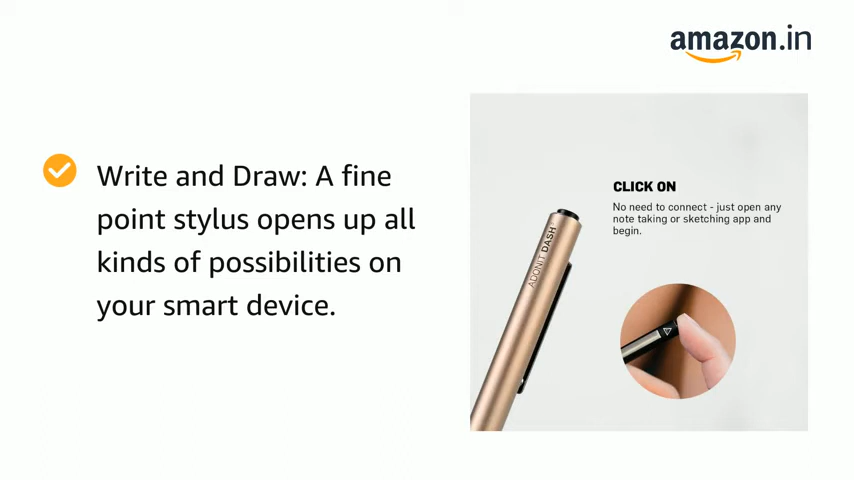 amazon.in
Write and Draw: A fine
point stylus opens up all
kinds of possibilities on
your smart device.
CLICK ON
No need to connect - just open any
note taking or sketching app and
begin.
ADONIT DASH